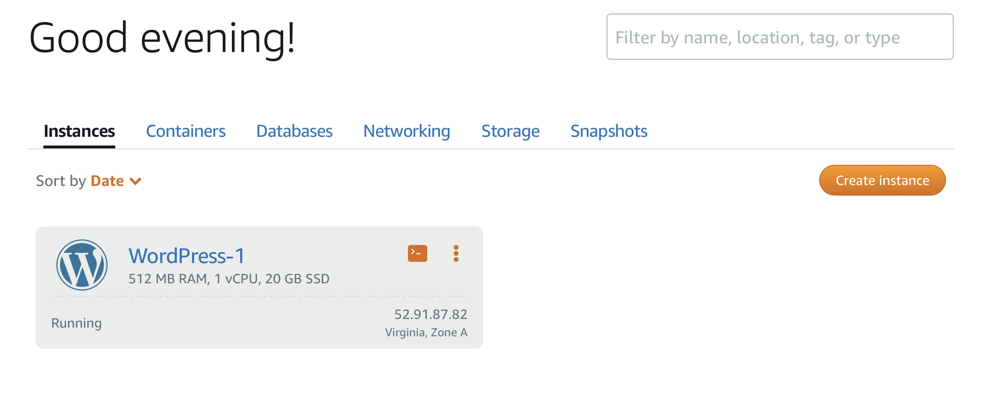 Good evening!
Filter by name, location, tag, or type
Instances Containers Databases Networking Storage Snapshots
Sort by Date
Create instance
WordPress-1
512 MB RAM, 1 vCPU, 20 GB SSD
Running
52.91.87.82
Virginia, Zone A